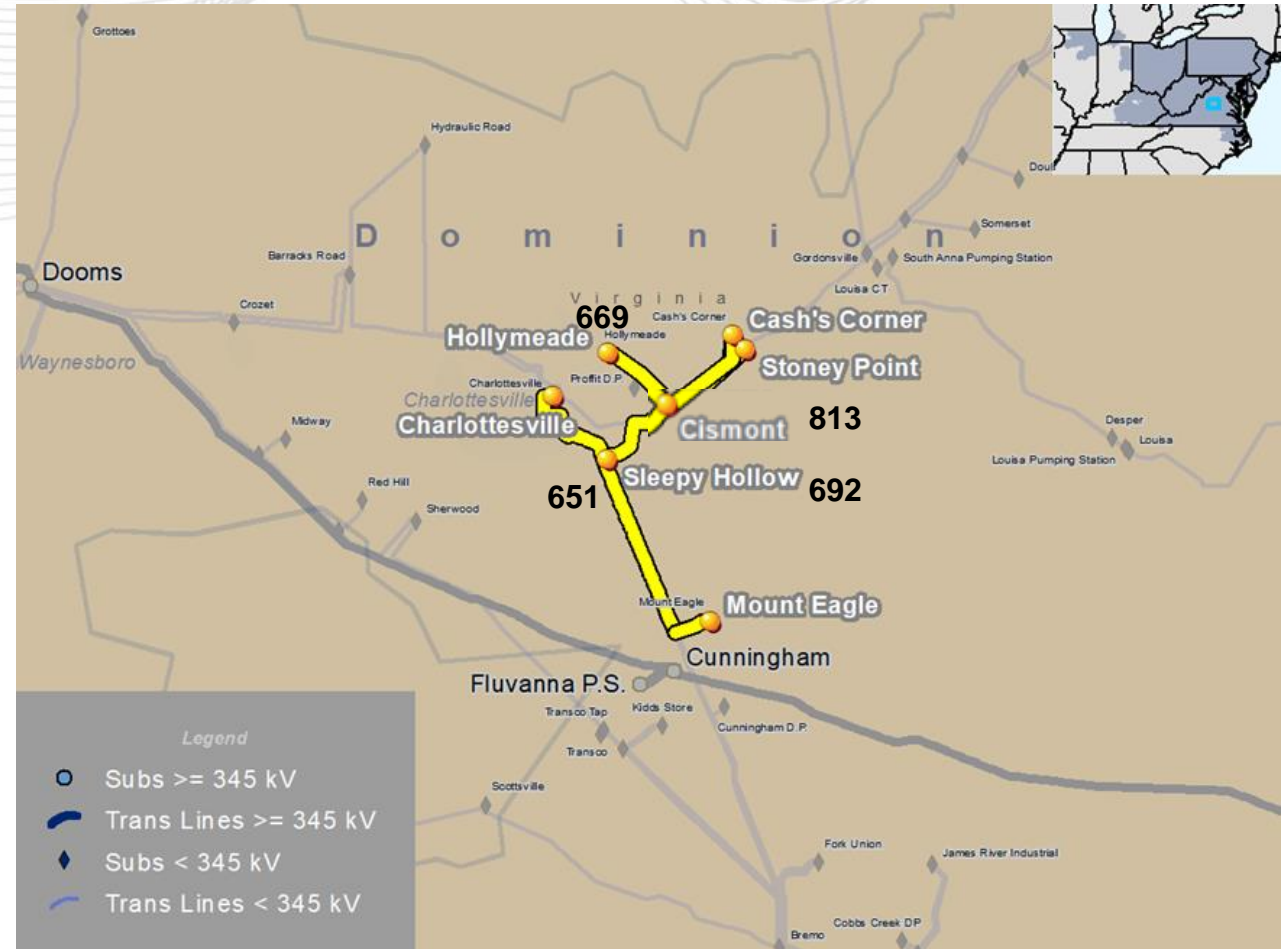 Grottoes
Hydraulic Road
Dominion
Somerset
Barracks Road
Gordonsville
South Anna Pumping Station
Dooms
Louisa CT
Virginia
Crozet
669
Cash's Corner
Cash's Corner
Hollymeade
Hollymeade
Waynesboro
Stoney Point
Proffit D.P.
Charlottesville
Charlottesville
Charlottesville
Cismont
813
Midway
Desper
Louisa
Louisa Pumping Station
Sleepy Hollow
692
651
Red Hill
Sherwood
Mount Eagle
Mount Eagle
Cunningham
Fluvanna P.S.
Transco Tap
Kidds Store
Cunningham D.P.
Transco
Scottsville
Fork Union
James River Industrial
Cobbs Creek DP
Bremo
Legend
Subs >= 345 kV
Trans Lines >= 345 kV
Subs < 345 kV
Trans Lines < 345 kV